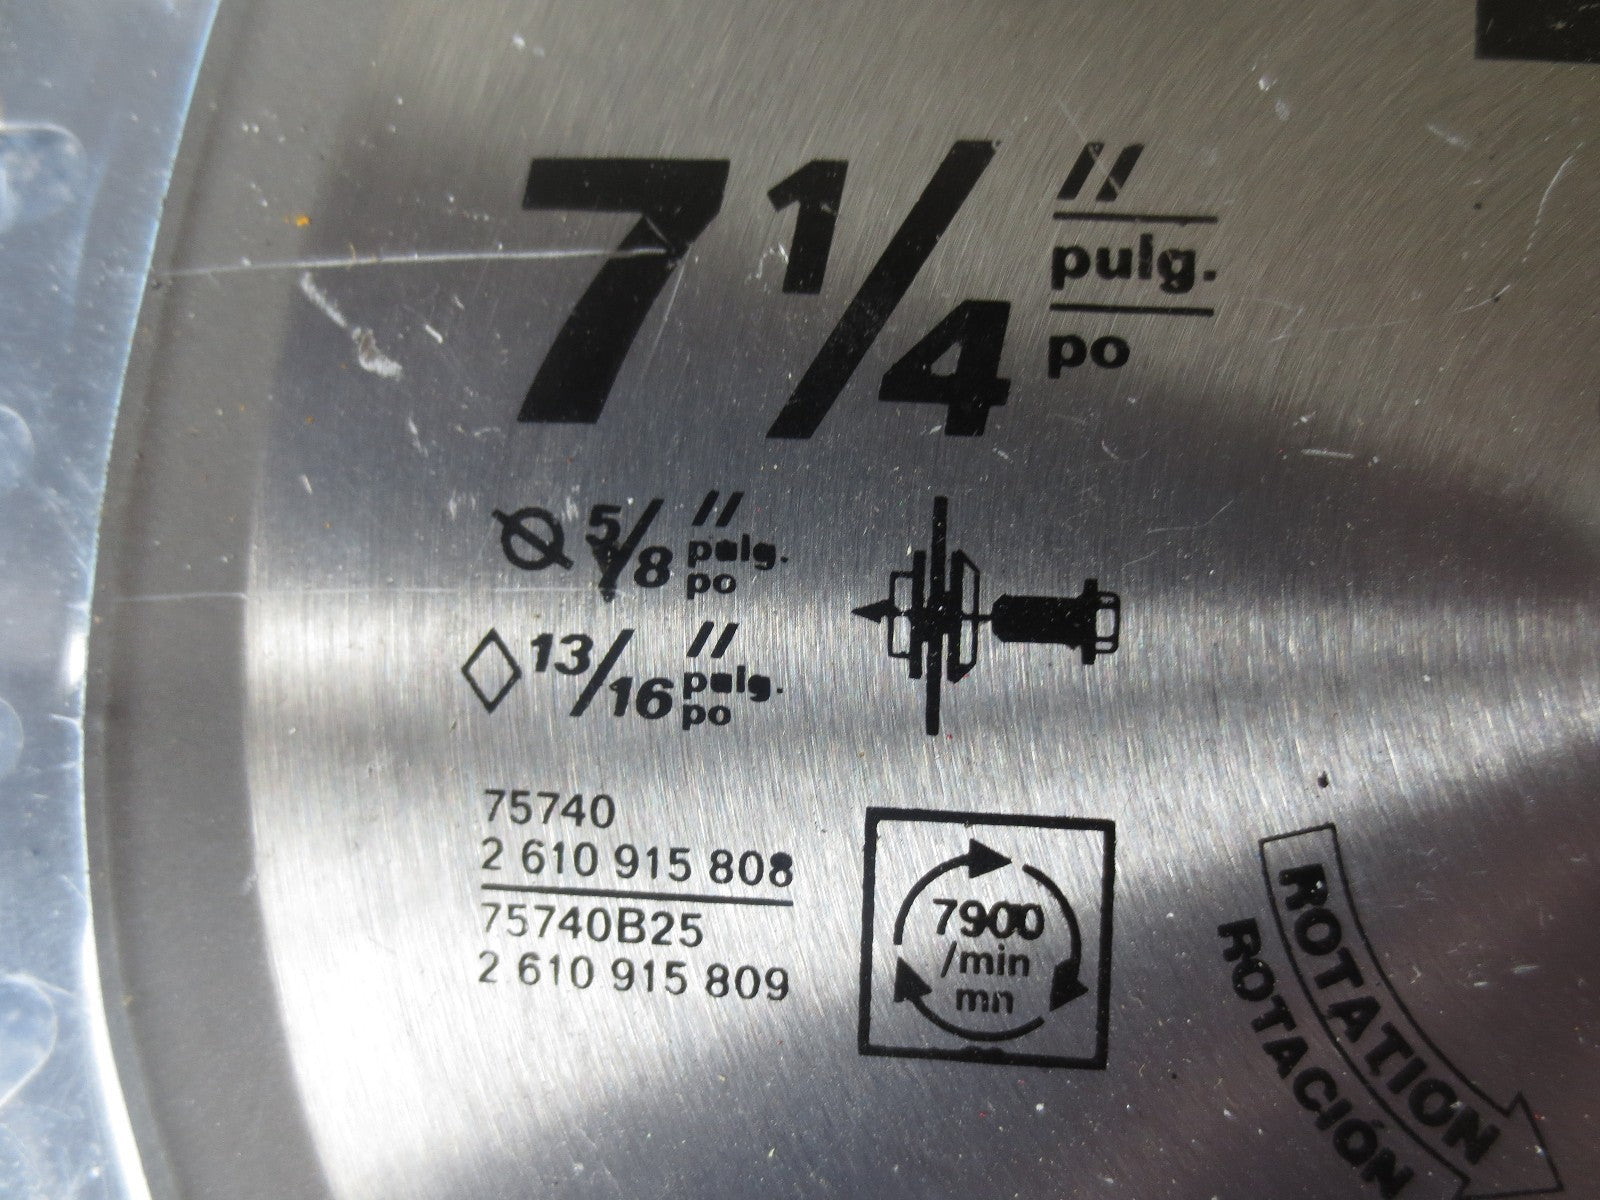 7 1/4 "
pulg.
po
Ø 5/8 "
pulg.
po
◇ 13/16 "
pulg.
po
75740
2 610 915 808
75740B25
2 610 915 809
7900
/min
mn
ROTATION
ROTACIÓN